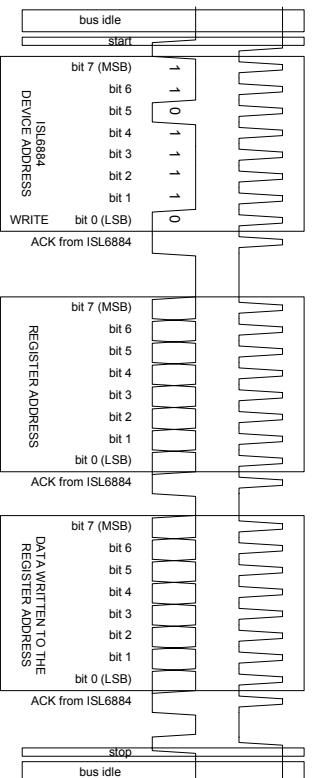 bus idle
start
bit 7 (MSB) 1
bit 6 1
bit 5 0
bit 4 1
bit 3 1
bit 2 1
bit 1 1
WRITE bit 0 (LSB) 0
ISL6884
DEVICE ADDRESS
ACK from ISL6884
bit 7 (MSB)
bit 6
bit 5
bit 4
bit 3
bit 2
bit 1
bit 0 (LSB)
REGISTER ADDRESS
ACK from ISL6884
bit 7 (MSB)
bit 6
bit 5
bit 4
bit 3
bit 2
bit 1
bit 0 (LSB)
DATA WRITTEN TO THE
REGISTER ADDRESS
ACK from ISL6884
stop
bus idle